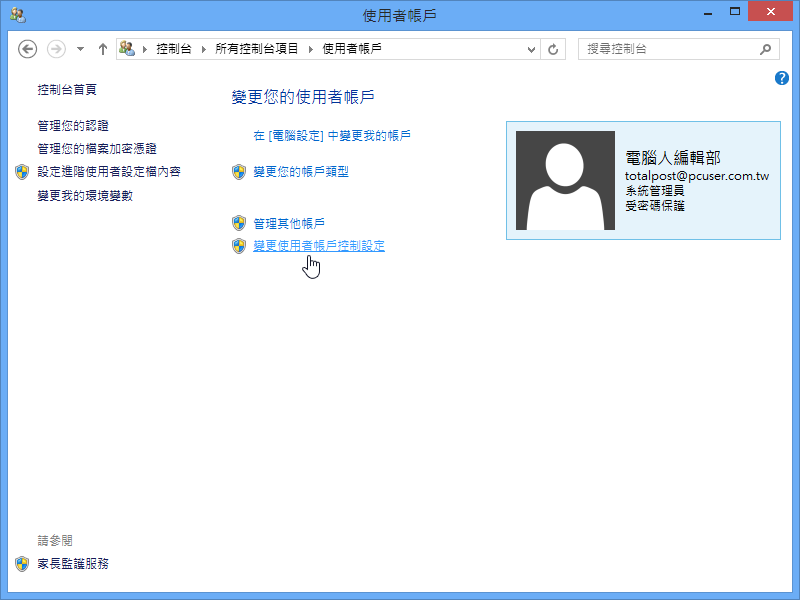 使用者帳戶
控制台 所有控制台項目 使用者帳戶
搜尋控制台
控制台首頁
管理您的認證
管理您的檔案加密憑證
設定進階使用者設定檔內容
變更我的環境變數
變更您的使用者帳戶
在 [電腦設定] 中變更我的帳戶
變更您的帳戶類型
管理其他帳戶
變更使用者帳戶控制設定
電腦人編輯部
totalpost@pcuser.com.tw
系統管理員
受密碼保護
請參閱
家長監護服務